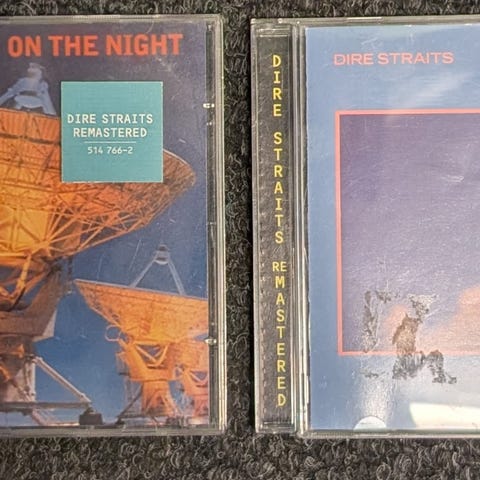 ON THE NIGHT
DIRE STRAITS
REMASTERED
514 766-2
DIRE STRAITS REMASTERED
DIRE STRAITS